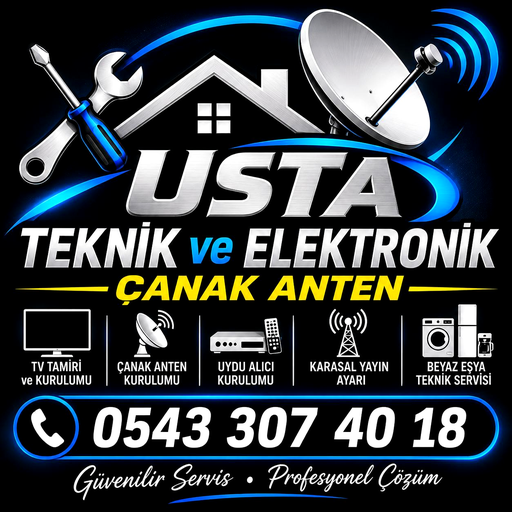 USTA
TEKNİK ve ELEKTRONİK
ÇANAK ANTEN
TV TAMİRİ
ve KURULUMU
ÇANAK ANTEN
KURULUMU
UYDU ALICI
KURULUMU
KARASAL YAYIN
AYARI
BEYAZ EŞYA
TEKNİK SERVİSİ
0543 307 40 18
Güvenilir Servis • Profesyonel Çözüm